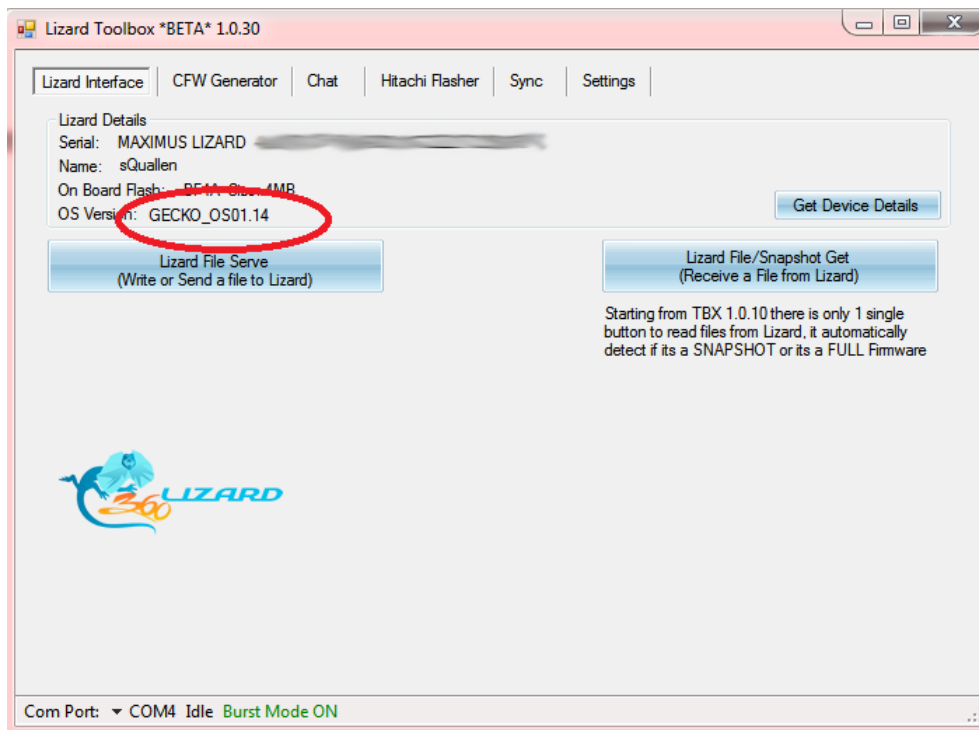 Lizard Toolbox *BETA* 1.0.30
Lizard Interface CFW Generator Chat Hitachi Flasher Sync Settings
Lizard Details
Serial: MAXIMUS LIZARD
Name: sQuallen
On Board Flash: BF1A Size: 4MB
OS Version: GECKO_OS01.14
Get Device Details
Lizard File Serve
(Write or Send a file to Lizard)
Lizard File/Snapshot Get
(Receive a File from Lizard)
Starting from TBX 1.0.10 there is only 1 single
button to read files from Lizard, it automatically
detect if its a SNAPSHOT or its a FULL Firmware
360 LIZARD
Com Port: COM4 Idle Burst Mode ON